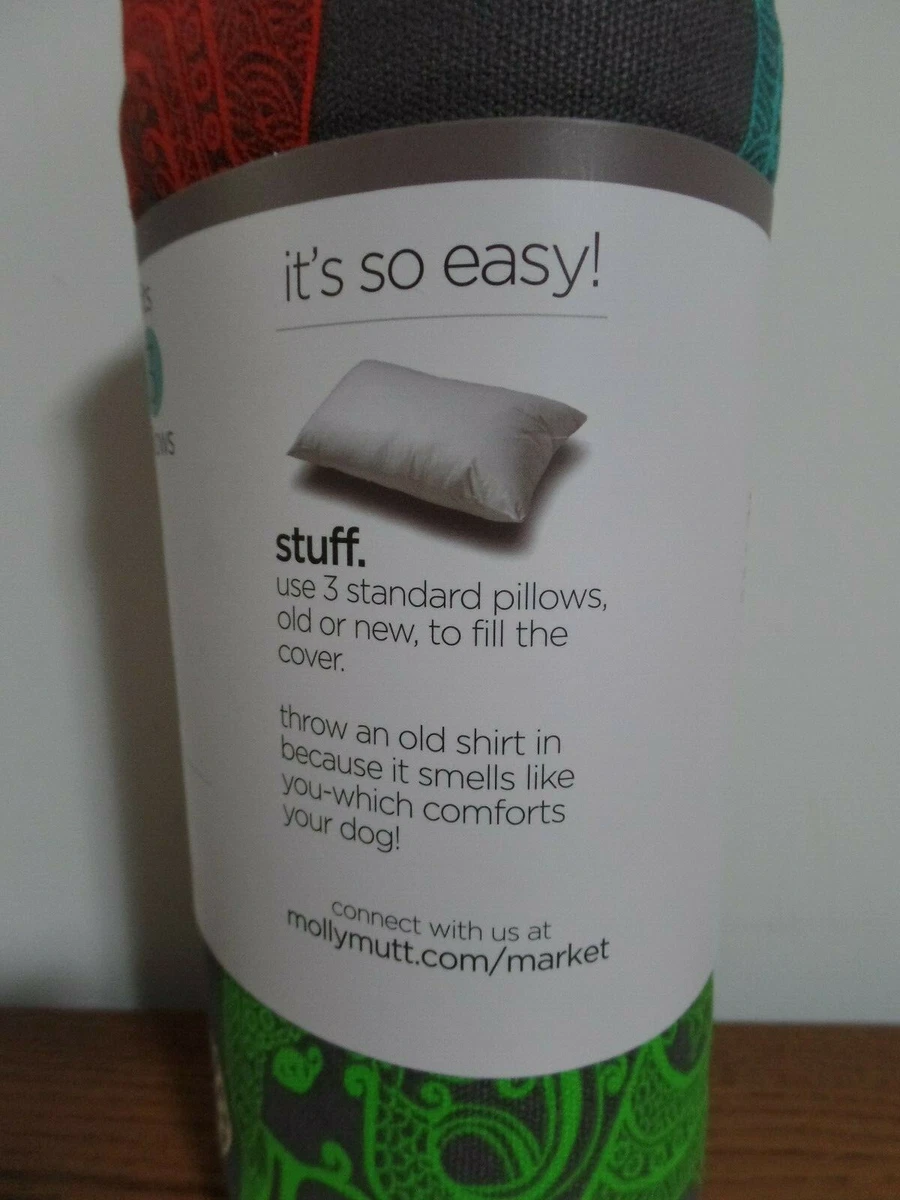 it's so easy!
stuff.
use 3 standard pillows,
old or new, to fill the
cover.
throw an old shirt in
because it smells like
you-which comforts
your dog!
connect with us at
mollymutt.com/market